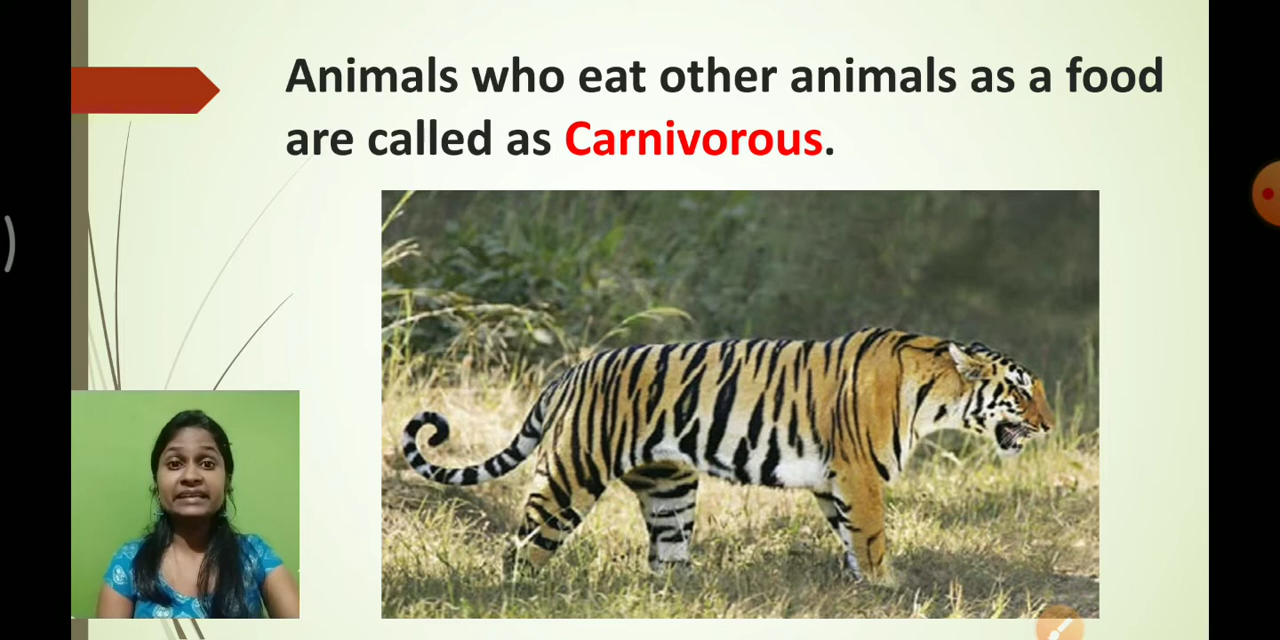 Animals who eat other animals as a food
are called as Carnivorous.